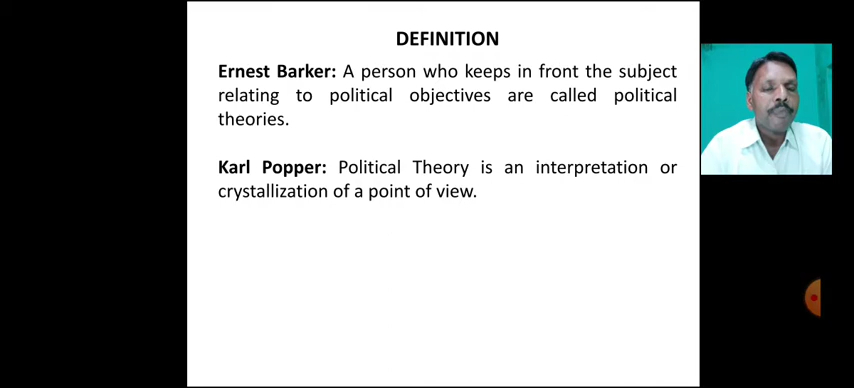 DEFINITION
Ernest Barker: A person who keeps in front the subject
relating to political objectives are called political
theories.
Karl Popper: Political Theory is an interpretation or
crystallization of a point of view.